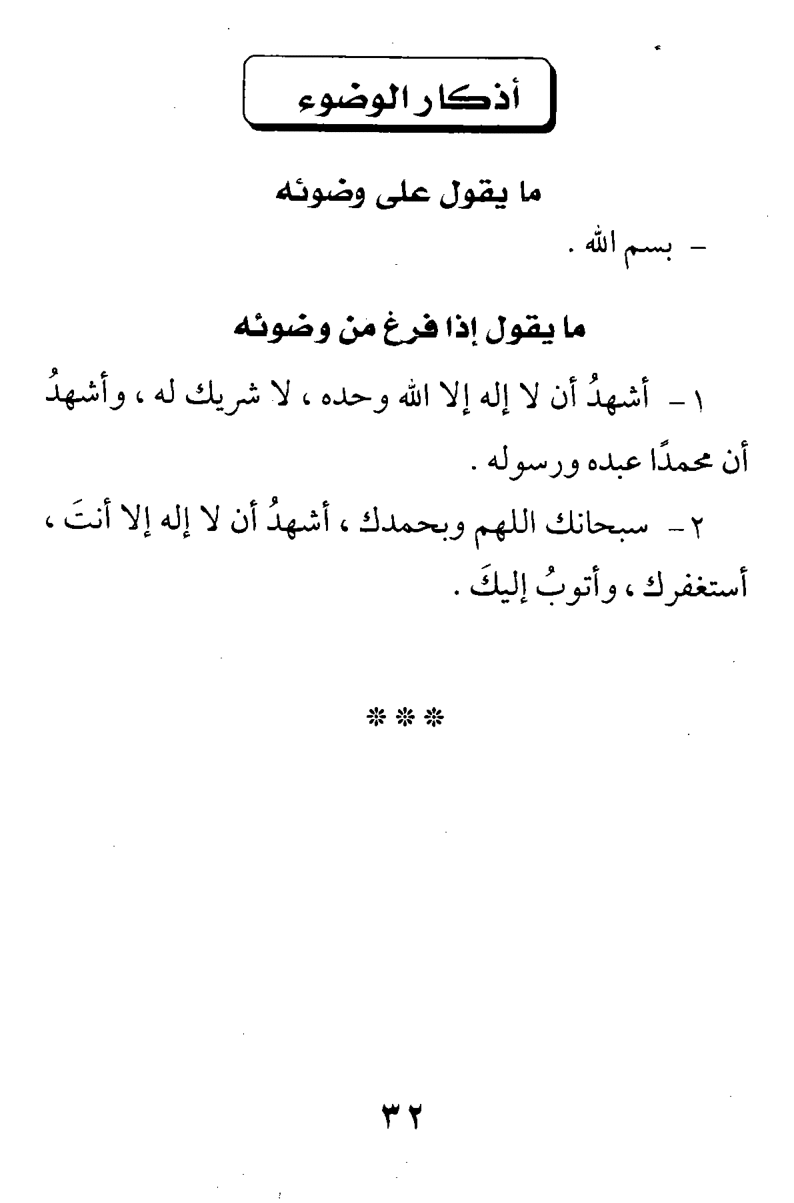 أذكار الوضوء
ما يقول على وضوئه
– بسم الله .
ما يقول إذا فرغ من وضوئه
١– أشهدُ أن لا إله إلا الله وحده ، لا شريك له ، وأشهدُ
أن محمدًا عبده ورسوله .
٢– سبحانك اللهم وبحمدك ، أشهدُ أن لا إله إلا أنتَ ،
أستغفرك ، وأتوبُ إليكَ .
❊ ❊ ❊
٣٢